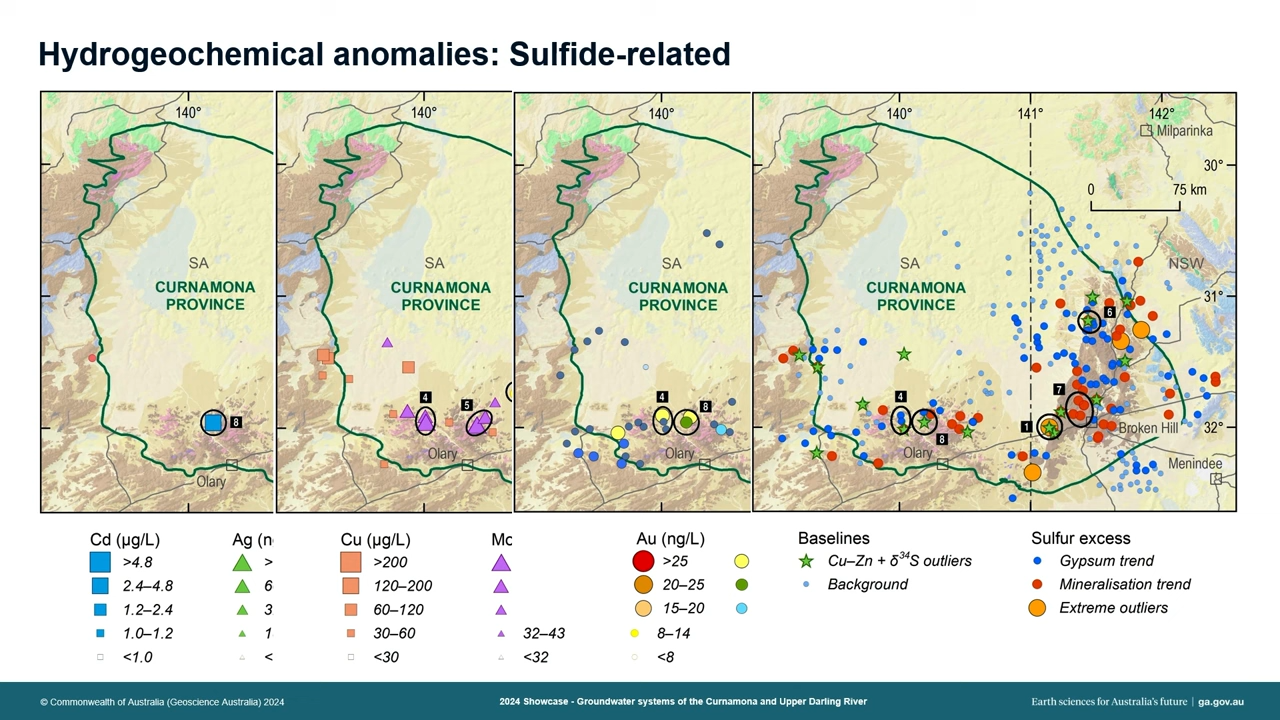 Hydrogeochemical anomalies: Sulfide-related
140°
SA
CURNAMONA
PROVINCE
8
Olary
140°
SA
CURNAMONA
PROVINCE
4
5
Olary
140°
SA
CURNAMONA
PROVINCE
4
8
Olary
140°
141°
142°
Milparinka
30°
0
75 km
SA
NSW
CURNAMONA
PROVINCE
31°
6
7
4
8
1
Broken Hill
32°
Olary
Menindee
Cd (µg/L)
>4.8
2.4–4.8
1.2–2.4
1.0–1.2
<1.0
Ag (n
>
6
3
1
<
Cu (µg/L)
>200
120–200
60–120
30–60
<30
Mo
32–43
<32
Au (ng/L)
>25
20–25
15–20
8–14
<8
Baselines
Cu–Zn + δ³⁴S outliers
Background
Sulfur excess
Gypsum trend
Mineralisation trend
Extreme outliers
© Commonwealth of Australia (Geoscience Australia) 2024
2024 Showcase - Groundwater systems of the Curnamona and Upper Darling River
Earth sciences for Australia's future | ga.gov.au